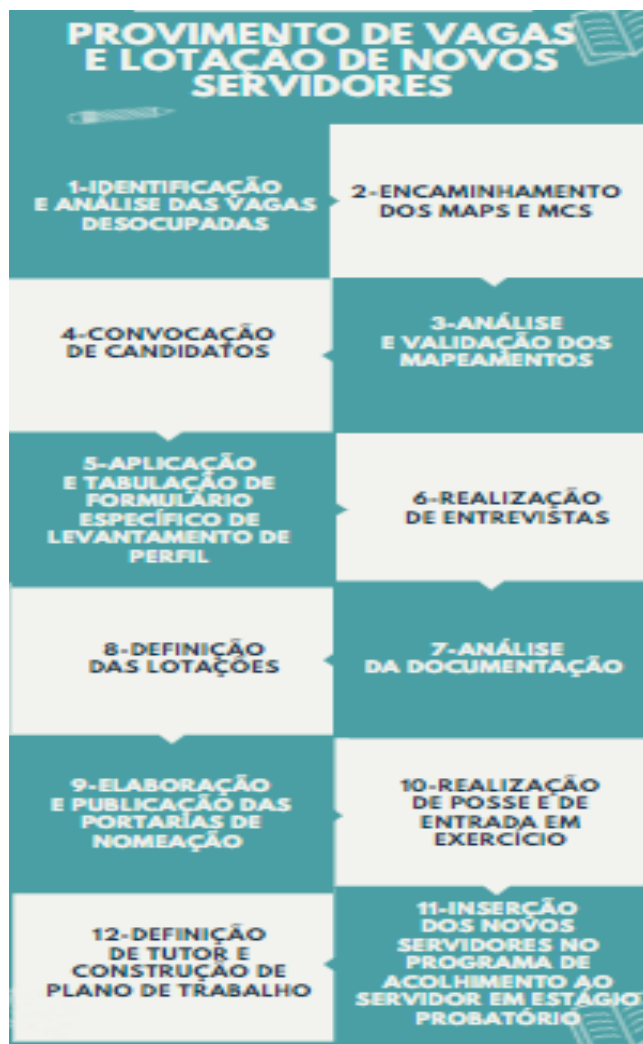 PROVIMENTO DE VAGAS
E LOTAÇÃO DE NOVOS
SERVIDORES
1-IDENTIFICAÇÃO
E ANÁLISE DAS VAGAS
DESOCUPADAS
2-ENCAMINHAMENTO
DOS MAPS E MCS
3-ANÁLISE
E VALIDAÇÃO DOS
MAPEAMENTOS
4-CONVOCAÇÃO
DE CANDIDATOS
5-APLICAÇÃO
E TABULAÇÃO DE
FORMULÁRIO
ESPECÍFICO DE
LEVANTAMENTO DE
PERFIL
6-REALIZAÇÃO
DE ENTREVISTAS
7-ANÁLISE
DA DOCUMENTAÇÃO
8-DEFINIÇÃO
DAS LOTAÇÕES
9-ELABORAÇÃO
E PUBLICAÇÃO DAS
PORTARIAS DE
NOMEAÇÃO
10-REALIZAÇÃO
DE POSSE E DE
ENTRADA EM
EXERCÍCIO
11-INSERÇÃO
DOS NOVOS
SERVIDORES NO
PROGRAMA DE
ACOLHIMENTO AO
SERVIDOR EM ESTÁGIO
PROBATÓRIO
12-DEFINIÇÃO
DE TUTOR E
CONSTRUÇÃO DE
PLANO DE TRABALHO